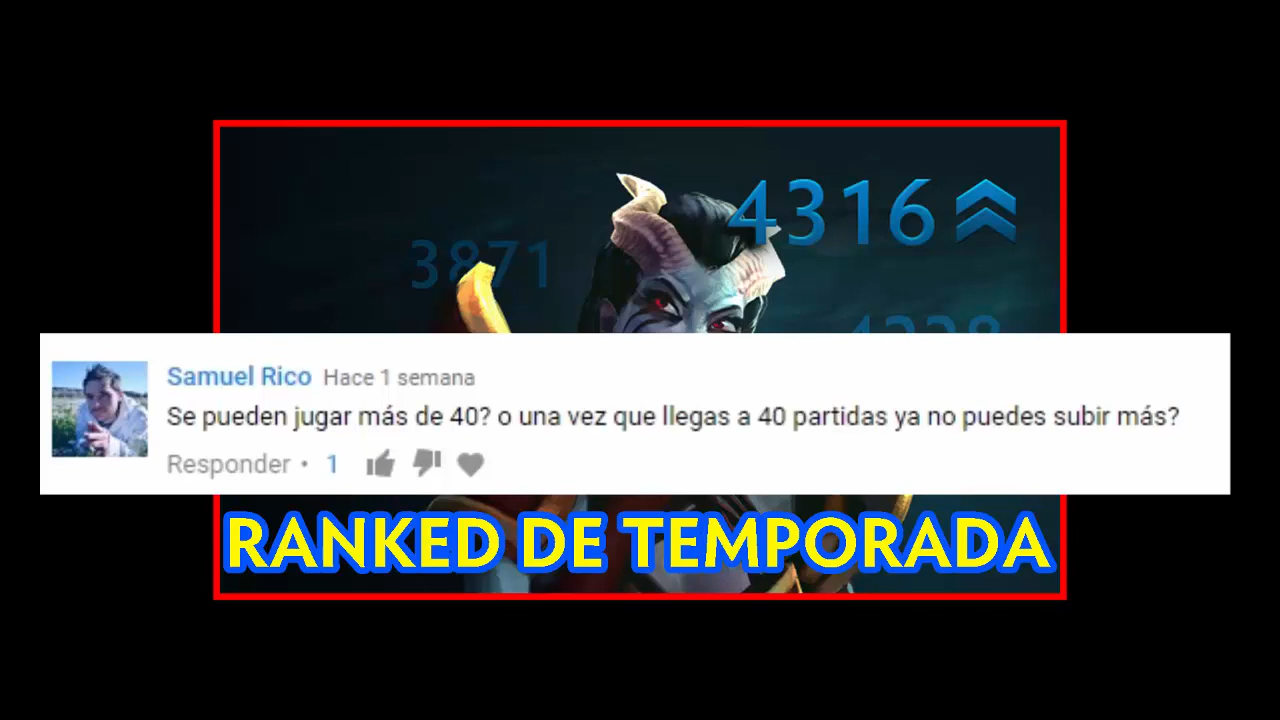 4316
3871
Samuel Rico Hace 1 semana
Se pueden jugar más de 40? o una vez que llegas a 40 partidas ya no puedes subir más?
Responder • 1
RANKED DE TEMPORADA